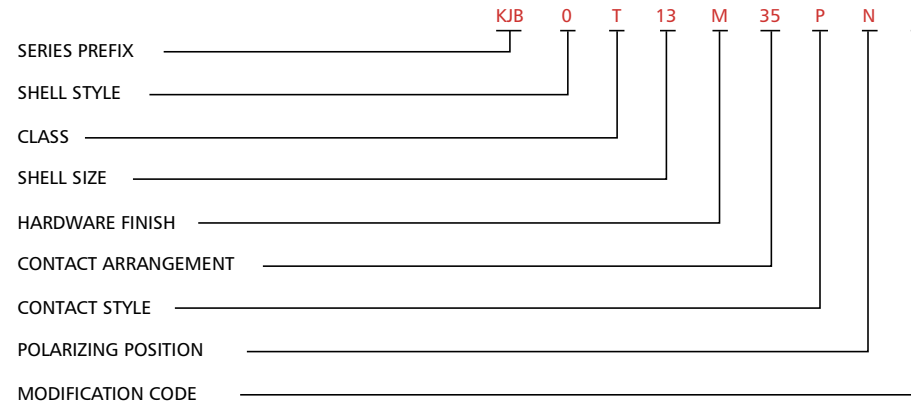 KJB 0 T 13 M 35 P N
SERIES PREFIX
SHELL STYLE
CLASS
SHELL SIZE
HARDWARE FINISH
CONTACT ARRANGEMENT
CONTACT STYLE
POLARIZING POSITION
MODIFICATION CODE